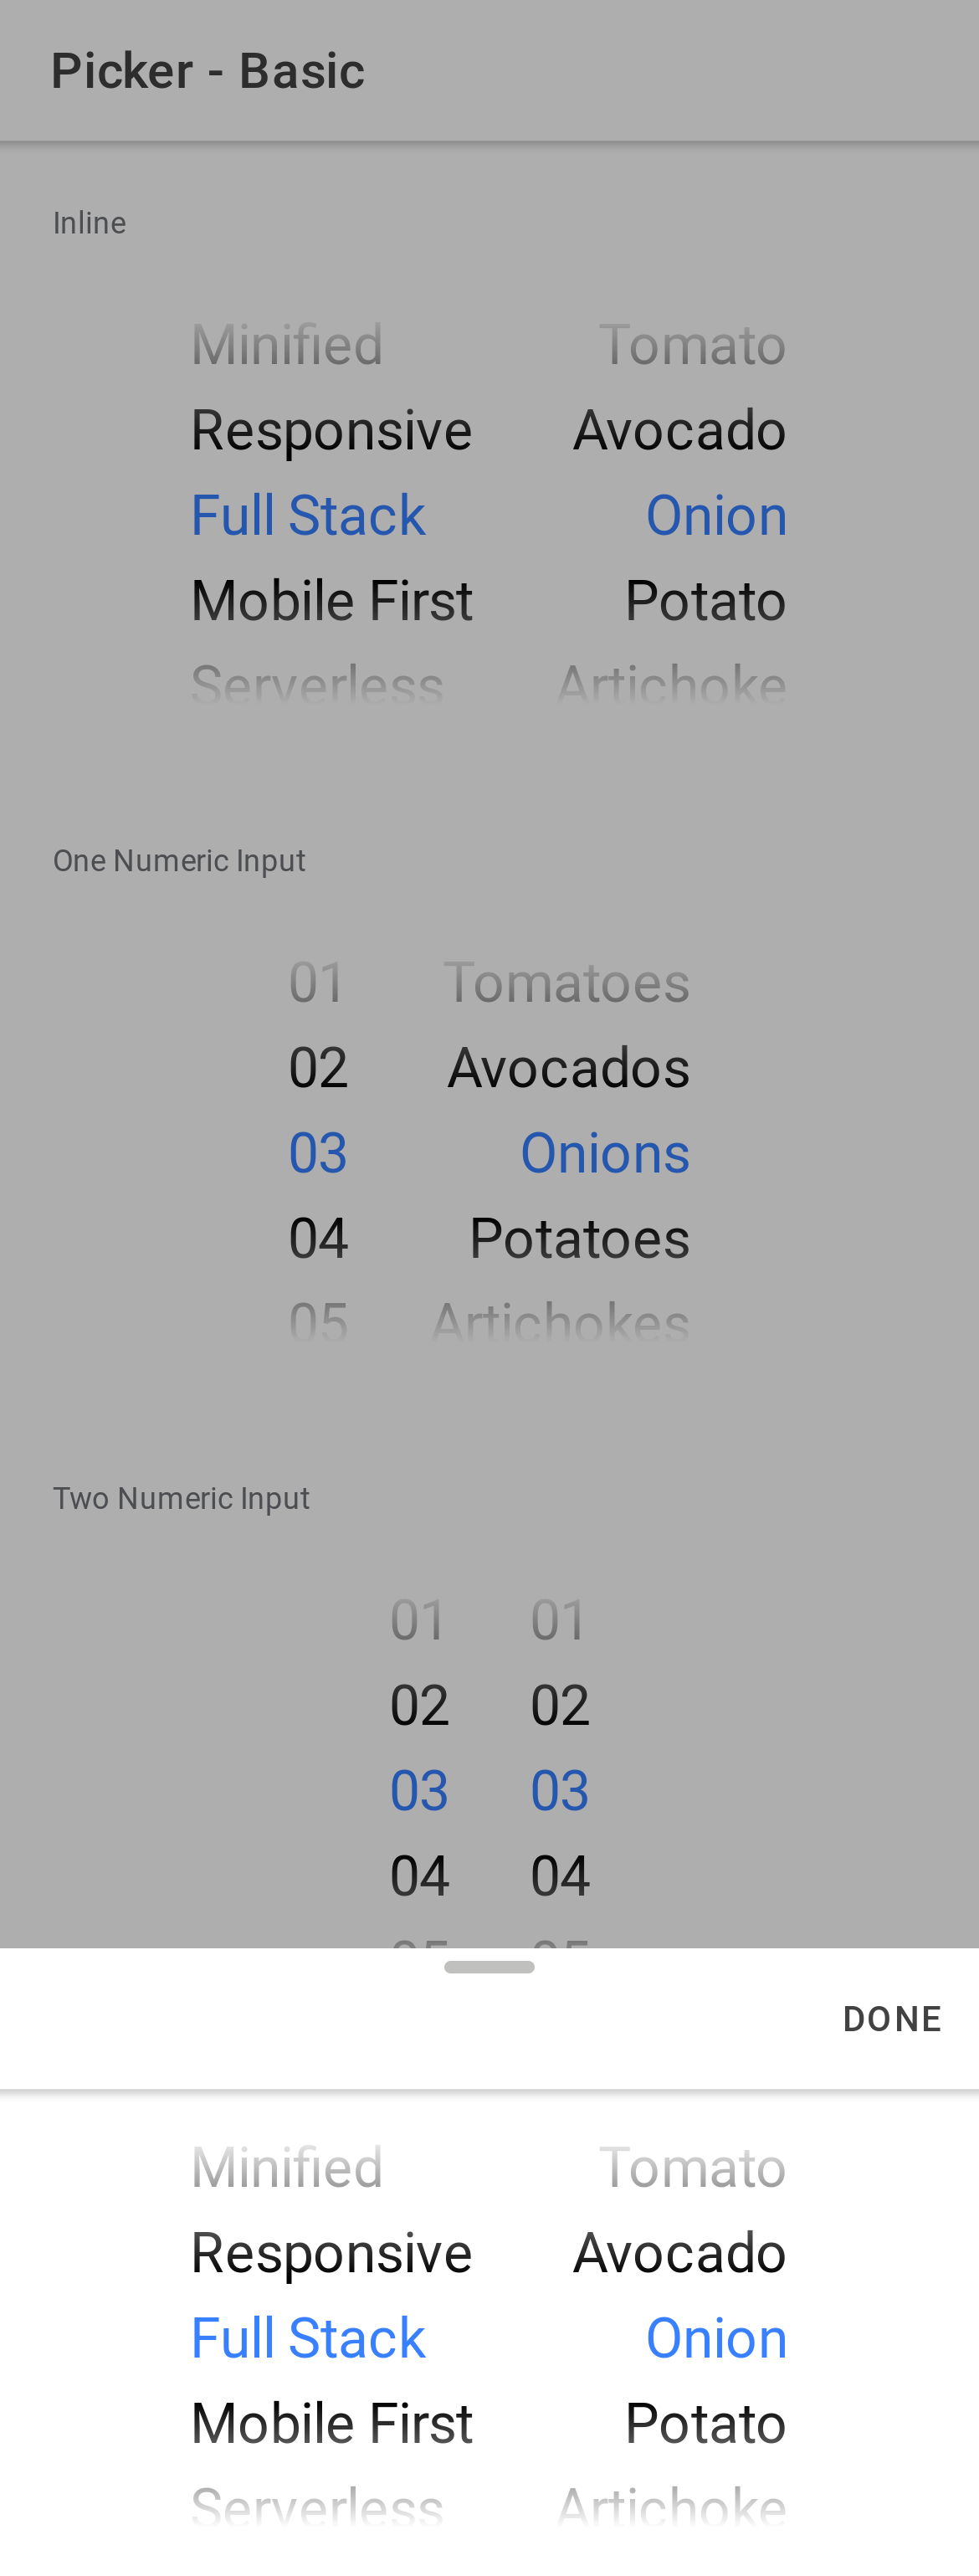 Picker - Basic
Inline
Minified Tomato
Responsive Avocado
Full Stack Onion
Mobile First Potato
Serverless Artichoke
One Numeric Input
01 Tomatoes
02 Avocados
03 Onions
04 Potatoes
05 Artichokes
Two Numeric Input
01 01
02 02
03 03
04 04
DONE
Minified Tomato
Responsive Avocado
Full Stack Onion
Mobile First Potato
Serverless Artichoke